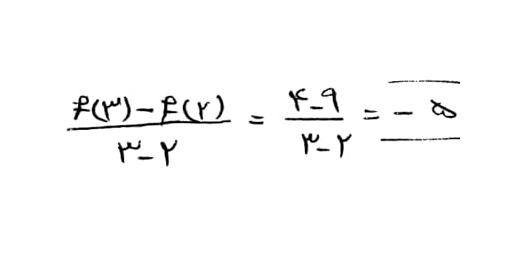 (f(۳) - f(۲)) / (۳ - ۲) = (۴ - ۹) / (۳ - ۲) = - ۵